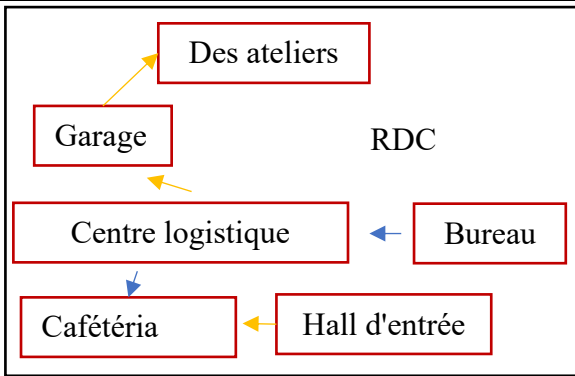 Des ateliers
Garage
RDC
Centre logistique
Bureau
Cafétéria
Hall d'entrée